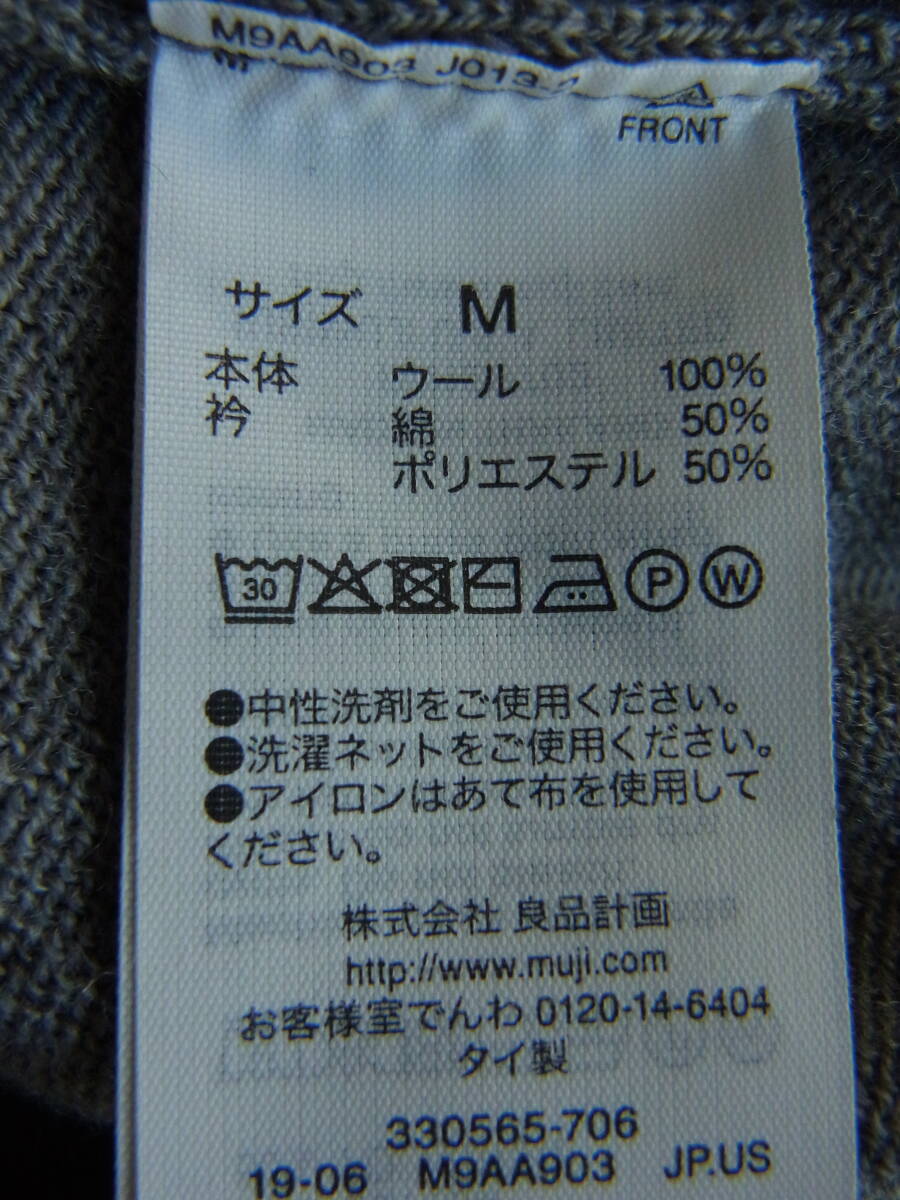 M9AA903 J013-
FRONT
サイズ M
本体 ウール 100%
衿 綿 50%
ポリエステル 50%
30 P W
●中性洗剤をご使用ください。
●洗濯ネットをご使用ください。
●アイロンはあて布を使用して
ください。
株式会社 良品計画
http://www.muji.com
お客様室でんわ 0120-14-6404
タイ製
330565-706
19-06 M9AA903 JP.US